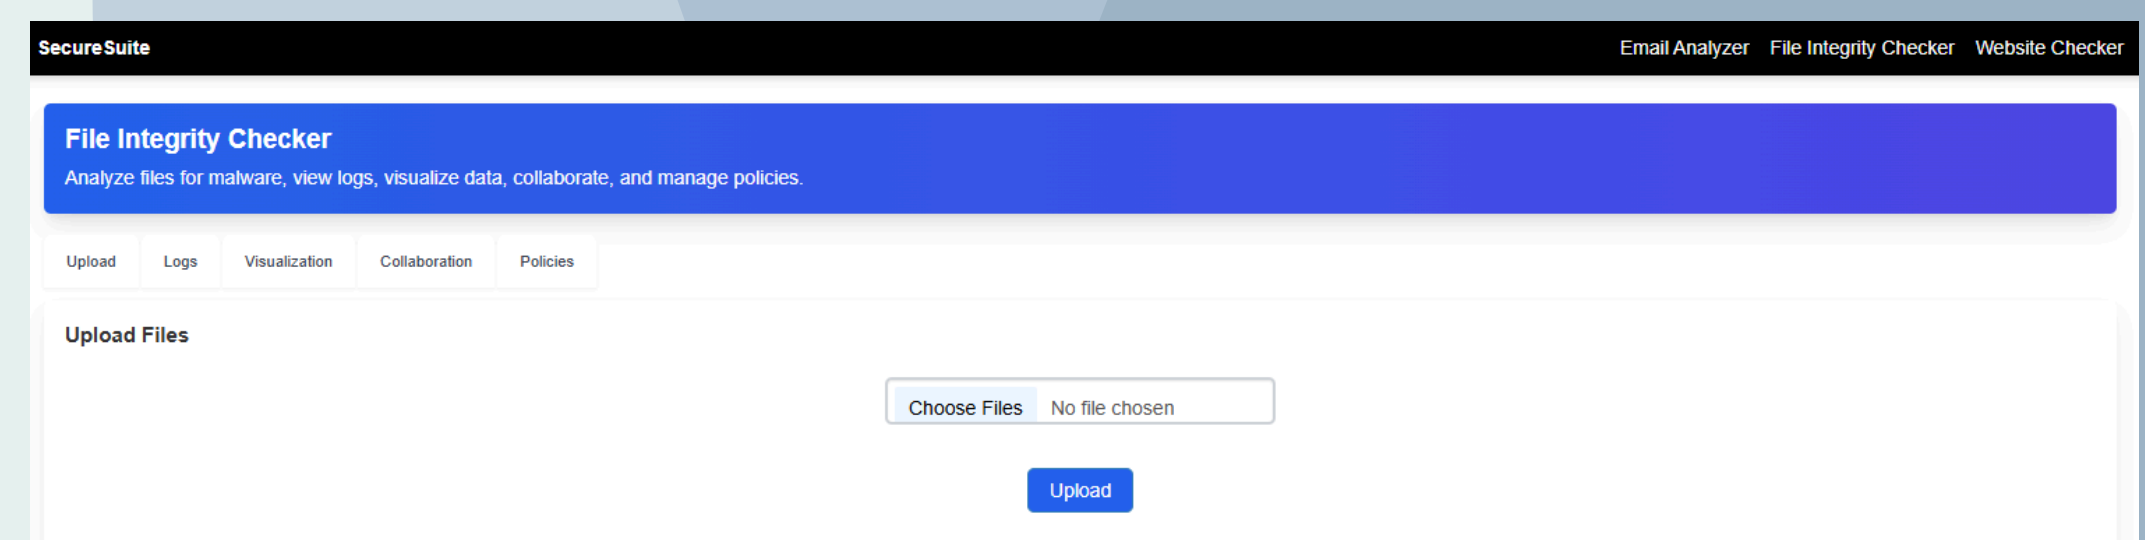 SecureSuite
Email Analyzer File Integrity Checker Website Checker
File Integrity Checker
Analyze files for malware, view logs, visualize data, collaborate, and manage policies.
Upload Logs Visualization Collaboration Policies
Upload Files
Choose Files No file chosen
Upload